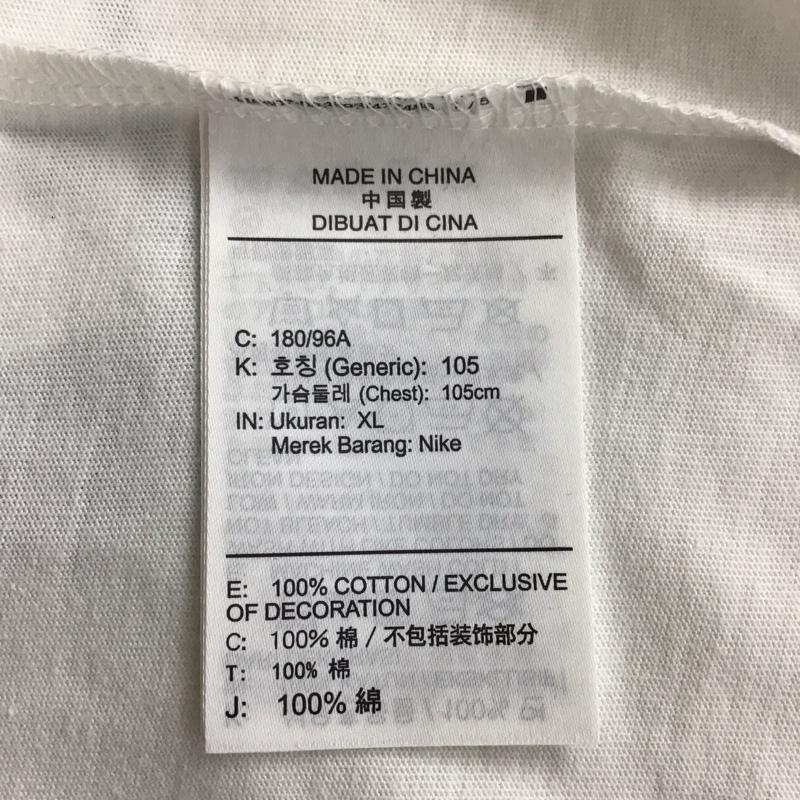 MADE IN CHINA
中国製
DIBUAT DI CINA
C: 180/96A
K: 호칭 (Generic): 105
가슴둘레 (Chest): 105cm
IN: Ukuran: XL
Merek Barang: Nike
E: 100% COTTON / EXCLUSIVE
OF DECORATION
C: 100% 棉 / 不包括装饰部分
T: 100% 棉
J: 100% 綿